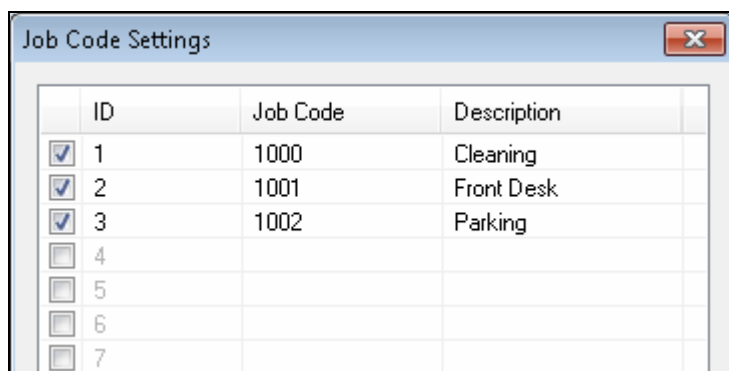 Job Code Settings
ID Job Code Description
1 1000 Cleaning
2 1001 Front Desk
3 1002 Parking
4
5
6
7